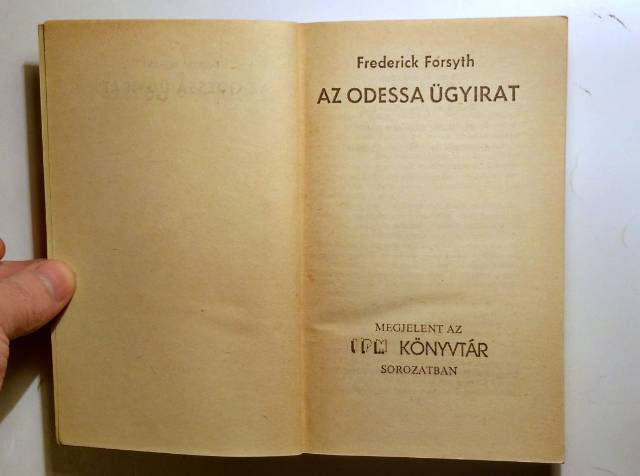 Frederick Forsyth
AZ ODESSA ÜGYIRAT
MEGJELENT AZ
IPM KÖNYVTÁR
SOROZATBAN